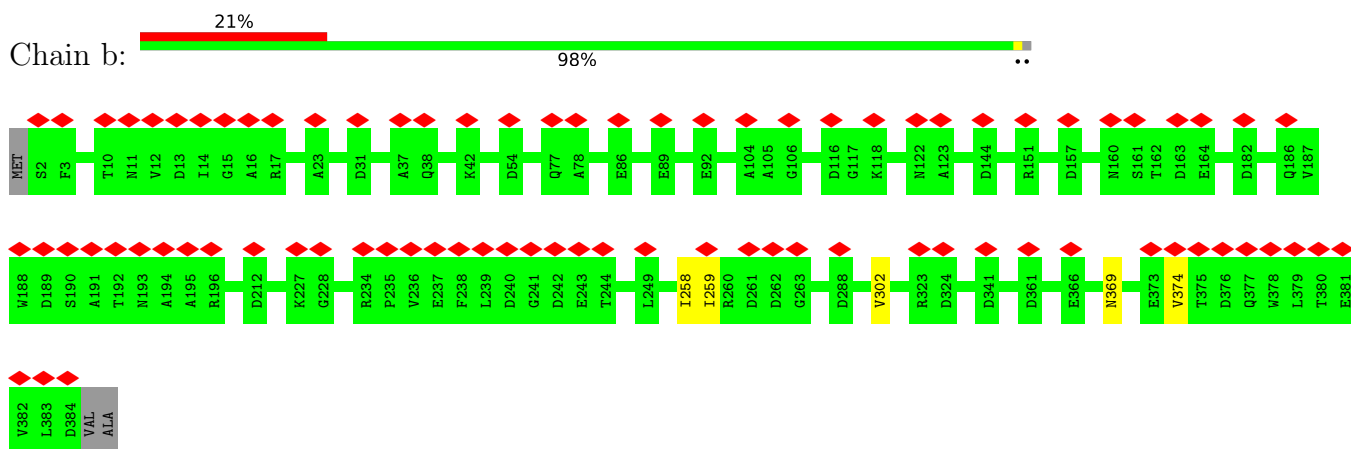 21%
Chain b:
98%
MET S2 F3 T10 N11 V12 D13 I14 G15 A16 R17 A23 D31 A37 Q38 K42 D54 Q77 A78 E86 E89 E92 A104 A105 G106 D116 G117 K118 N122 A123 D144 R151 D157 N160 S161 T162 D163 E164 D182 Q186 V187
W188 D189 S190 A191 T192 N193 A194 A195 R196 D212 K227 G228 R234 P235 V236 E237 F238 L239 D240 G241 D242 E243 T244 L249 I258 I259 R260 D261 D262 G263 D288 V302 R323 D324 D341 D361 E366 N369 E373 V374 T375 D376 Q377 W378 L379 T380 E381
V382 L383 D384 VAL ALA